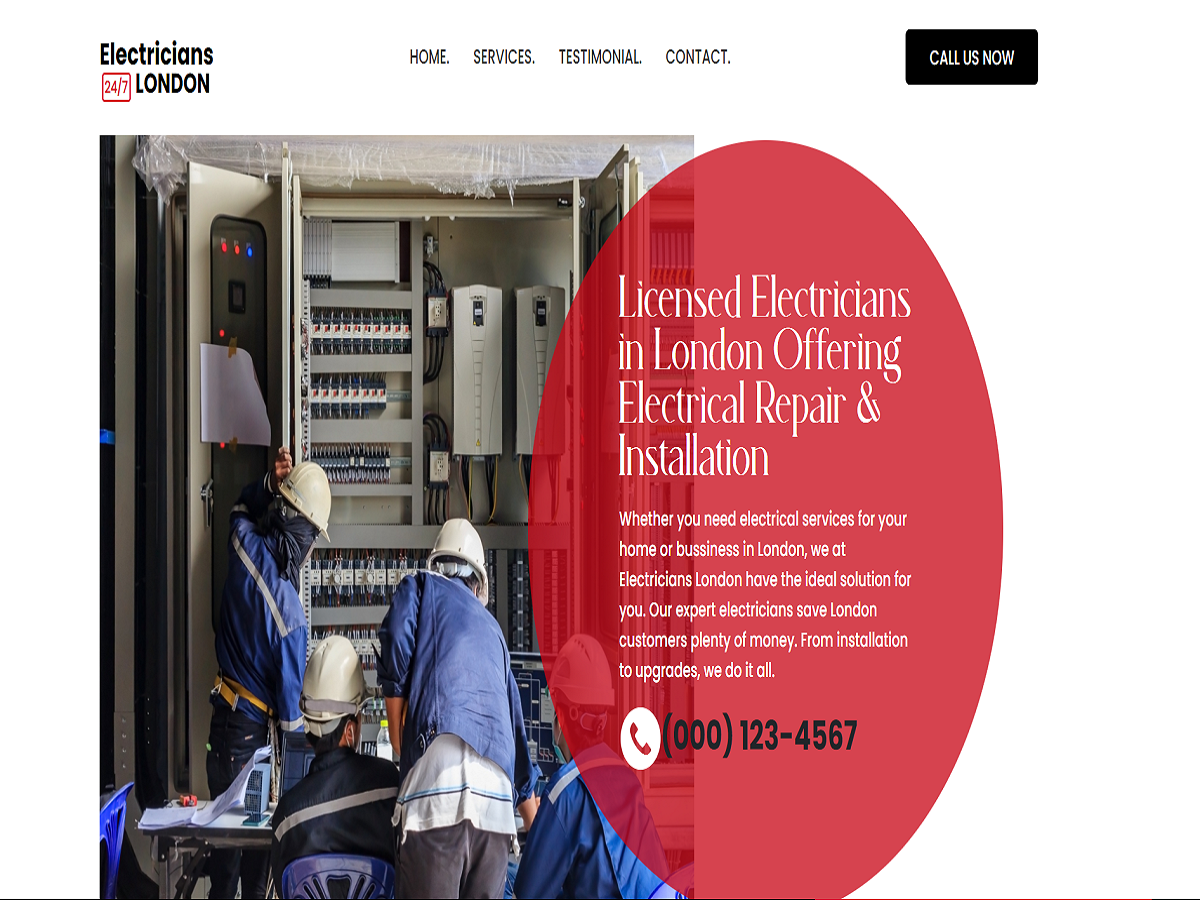 Electricians
24/7 LONDON
HOME. SERVICES. TESTIMONIAL. CONTACT.
CALL US NOW
Licensed Electricians
in London Offering
Electrical Repair &
Installation
Whether you need electrical services for your
home or bussiness in London, we at
Electricians London have the ideal solution for
you. Our expert electricians save London
customers plenty of money. From installation
to upgrades, we do it all.
(000) 123-4567